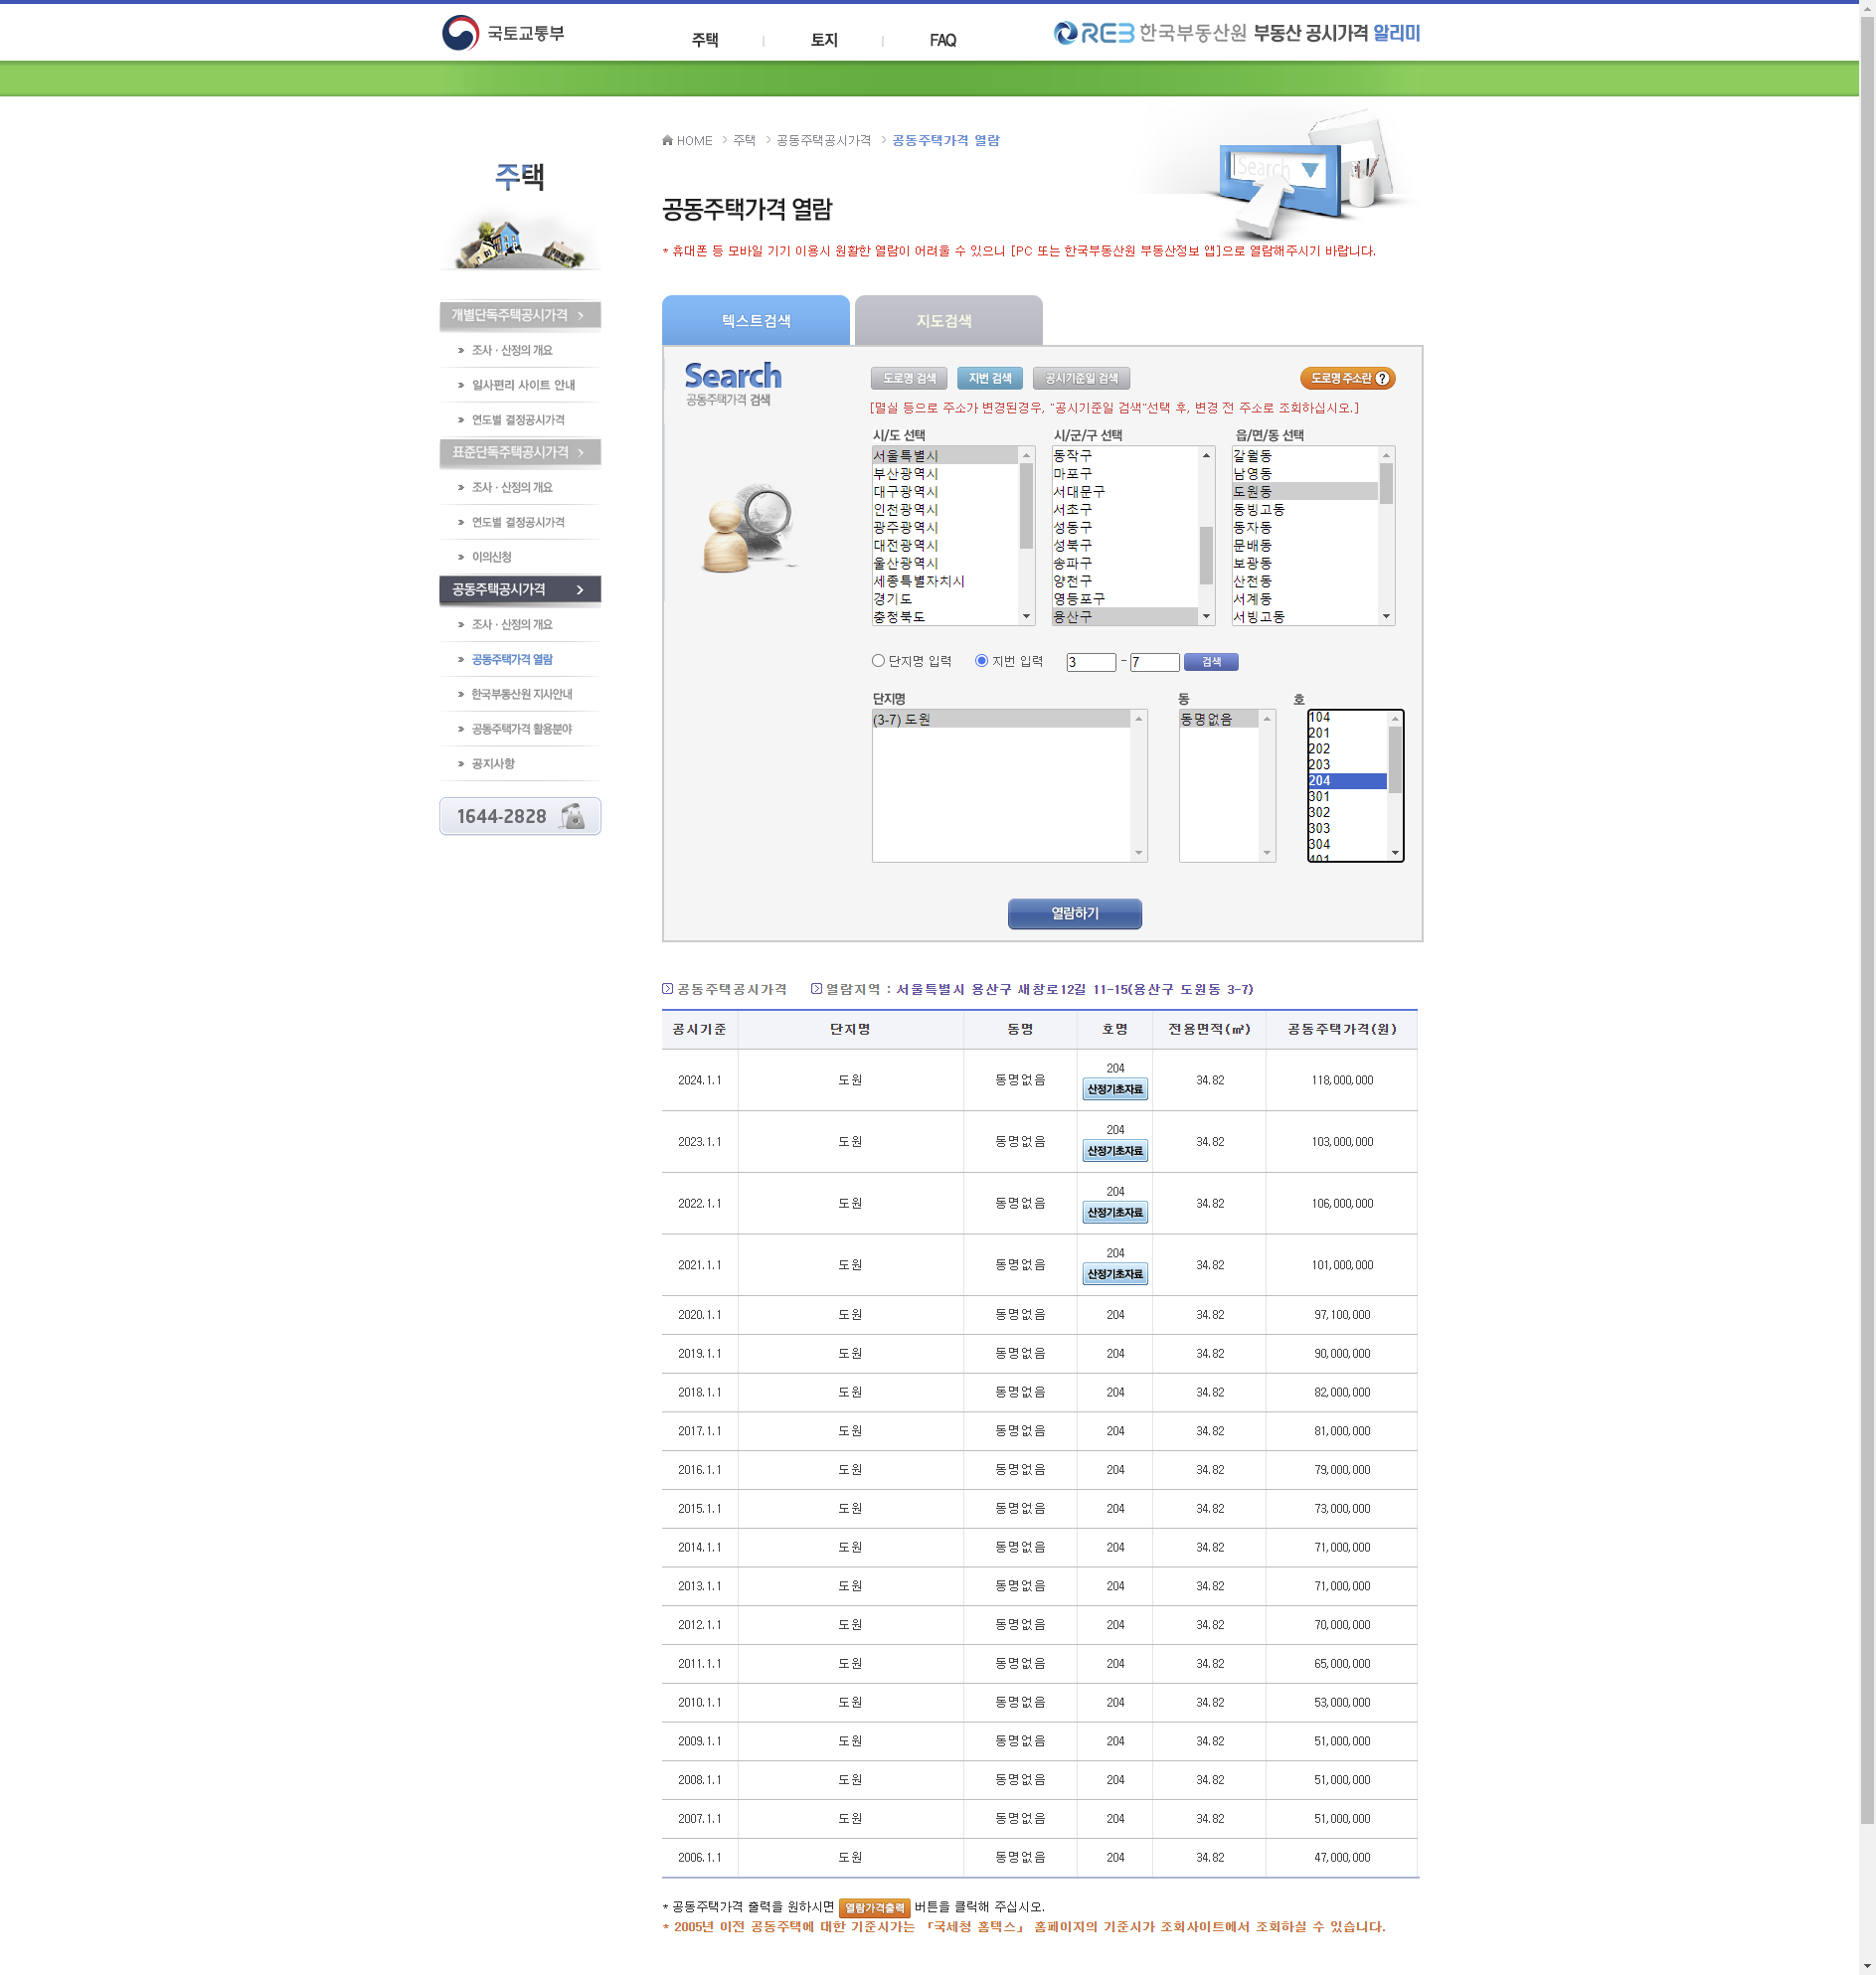 국토교통부
주택 토지 FAQ
REB 한국부동산원 부동산 공시가격 알리미
HOME > 주택 > 공동주택공시가격 > 공동주택가격 열람
Search
주택
공동주택가격 열람
* 휴대폰 등 모바일 기기 이용시 원활한 열람이 어려울 수 있으니 [PC 또는 한국부동산원 부동산정보 앱]으로 열람해주시기 바랍니다.
개별단독주택공시가격
조사 · 산정의 개요
일사편리 사이트 안내
연도별 결정공시가격
표준단독주택공시가격
조사 · 산정의 개요
연도별 결정공시가격
이의신청
공동주택공시가격
조사 · 산정의 개요
공동주택가격 열람
한국부동산원 지사안내
공동주택가격 활용분야
공지사항
1644-2828
텍스트검색 지도검색
Search
공동주택가격 검색
도로명 검색 지번 검색 공시기준일 검색 도로명 주소란 ?
[멸실 등으로 주소가 변경된경우, "공시기준일 검색"선택 후, 변경 전 주소로 조회하십시오.]
시/도 선택 시/군/구 선택 읍/면/동 선택
서울특별시 동작구 갈월동
부산광역시 마포구 남영동
대구광역시 서대문구 도원동
인천광역시 서초구 동빙고동
광주광역시 성동구 동자동
대전광역시 성북구 문배동
울산광역시 송파구 보광동
세종특별자치시 양천구 산천동
경기도 영등포구 서계동
충청북도 용산구 서빙고동
단지명 입력 지번 입력 3 - 7 검색
단지명 동 호
(3-7) 도원 동명없음 104
201
202
203
204
301
302
303
304
401
열람하기
공동주택공시가격 열람지역 : 서울특별시 용산구 새창로12길 11-15(용산구 도원동 3-7)
공시기준 단지명 동명 호명 전용면적(㎡) 공동주택가격(원)
2024.1.1 도원 동명없음 204 산정기초자료 34.82 118,000,000
2023.1.1 도원 동명없음 204 산정기초자료 34.82 103,000,000
2022.1.1 도원 동명없음 204 산정기초자료 34.82 106,000,000
2021.1.1 도원 동명없음 204 산정기초자료 34.82 101,000,000
2020.1.1 도원 동명없음 204 34.82 97,100,000
2019.1.1 도원 동명없음 204 34.82 90,000,000
2018.1.1 도원 동명없음 204 34.82 82,000,000
2017.1.1 도원 동명없음 204 34.82 81,000,000
2016.1.1 도원 동명없음 204 34.82 79,000,000
2015.1.1 도원 동명없음 204 34.82 73,000,000
2014.1.1 도원 동명없음 204 34.82 71,000,000
2013.1.1 도원 동명없음 204 34.82 71,000,000
2012.1.1 도원 동명없음 204 34.82 70,000,000
2011.1.1 도원 동명없음 204 34.82 65,000,000
2010.1.1 도원 동명없음 204 34.82 53,000,000
2009.1.1 도원 동명없음 204 34.82 51,000,000
2008.1.1 도원 동명없음 204 34.82 51,000,000
2007.1.1 도원 동명없음 204 34.82 51,000,000
2006.1.1 도원 동명없음 204 34.82 47,000,000
* 공동주택가격 출력을 원하시면 열람가격출력 버튼을 클릭해 주십시오.
* 2005년 이전 공동주택에 대한 기준시가는 「국세청 홈텍스」 홈페이지의 기준시가 조회사이트에서 조회하실 수 있습니다.